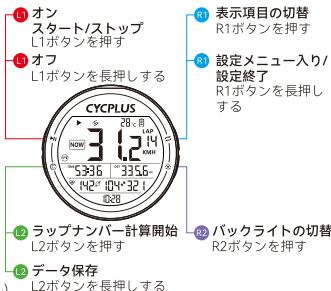 L1 オン
スタート/ストップ
L1ボタンを押す
L1 オフ
L1ボタンを長押しする
R1 表示項目の切替
R1ボタンを押す
R1 設定メニュー入り/
設定終了
R1ボタンを長押し
する
CYCPLUS
28℃
NOW 31.2 LAP 14
KMH
TIME 53:36 DST 335.6
142 104 321
10:28
L2 ラップナンバー計算開始
L2ボタンを押す
R2 バックライトの切替
R2ボタンを押す
L2 データ保存
L2ボタンを長押しする